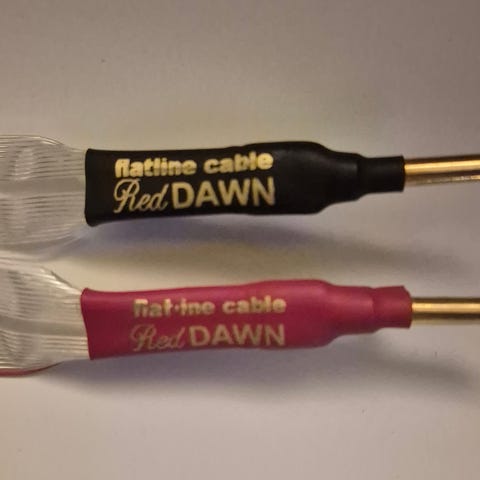 flatline cable
Red DAWN
flat-ine cable
Red DAWN